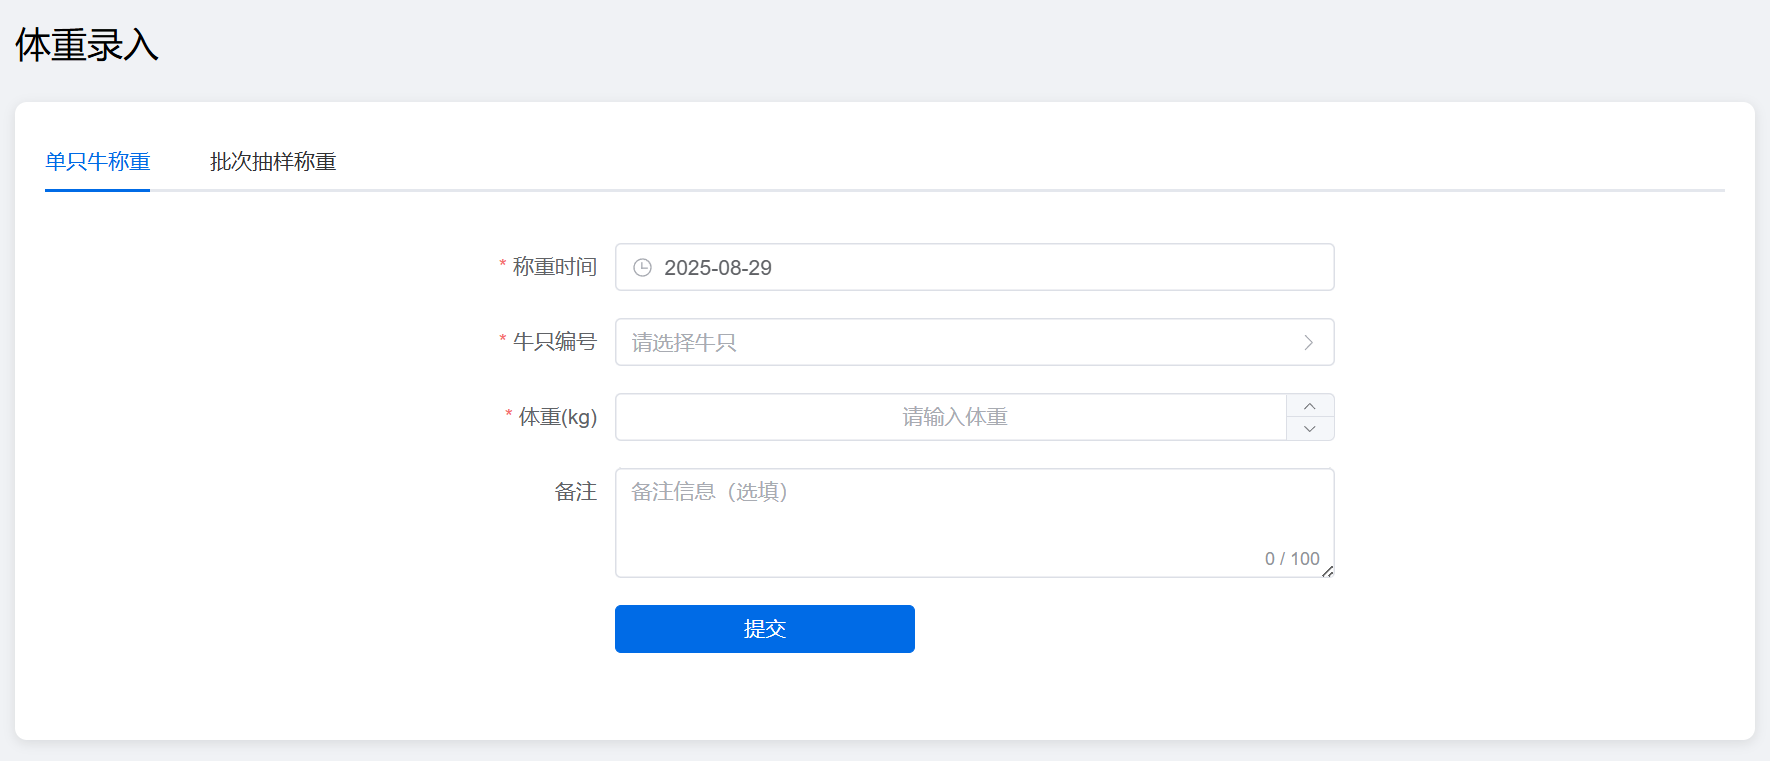 体重录入
单只牛称重 批次抽样称重
* 称重时间 2025-08-29
* 牛只编号 请选择牛只
* 体重(kg) 请输入体重
备注 备注信息（选填）
0 / 100
提交